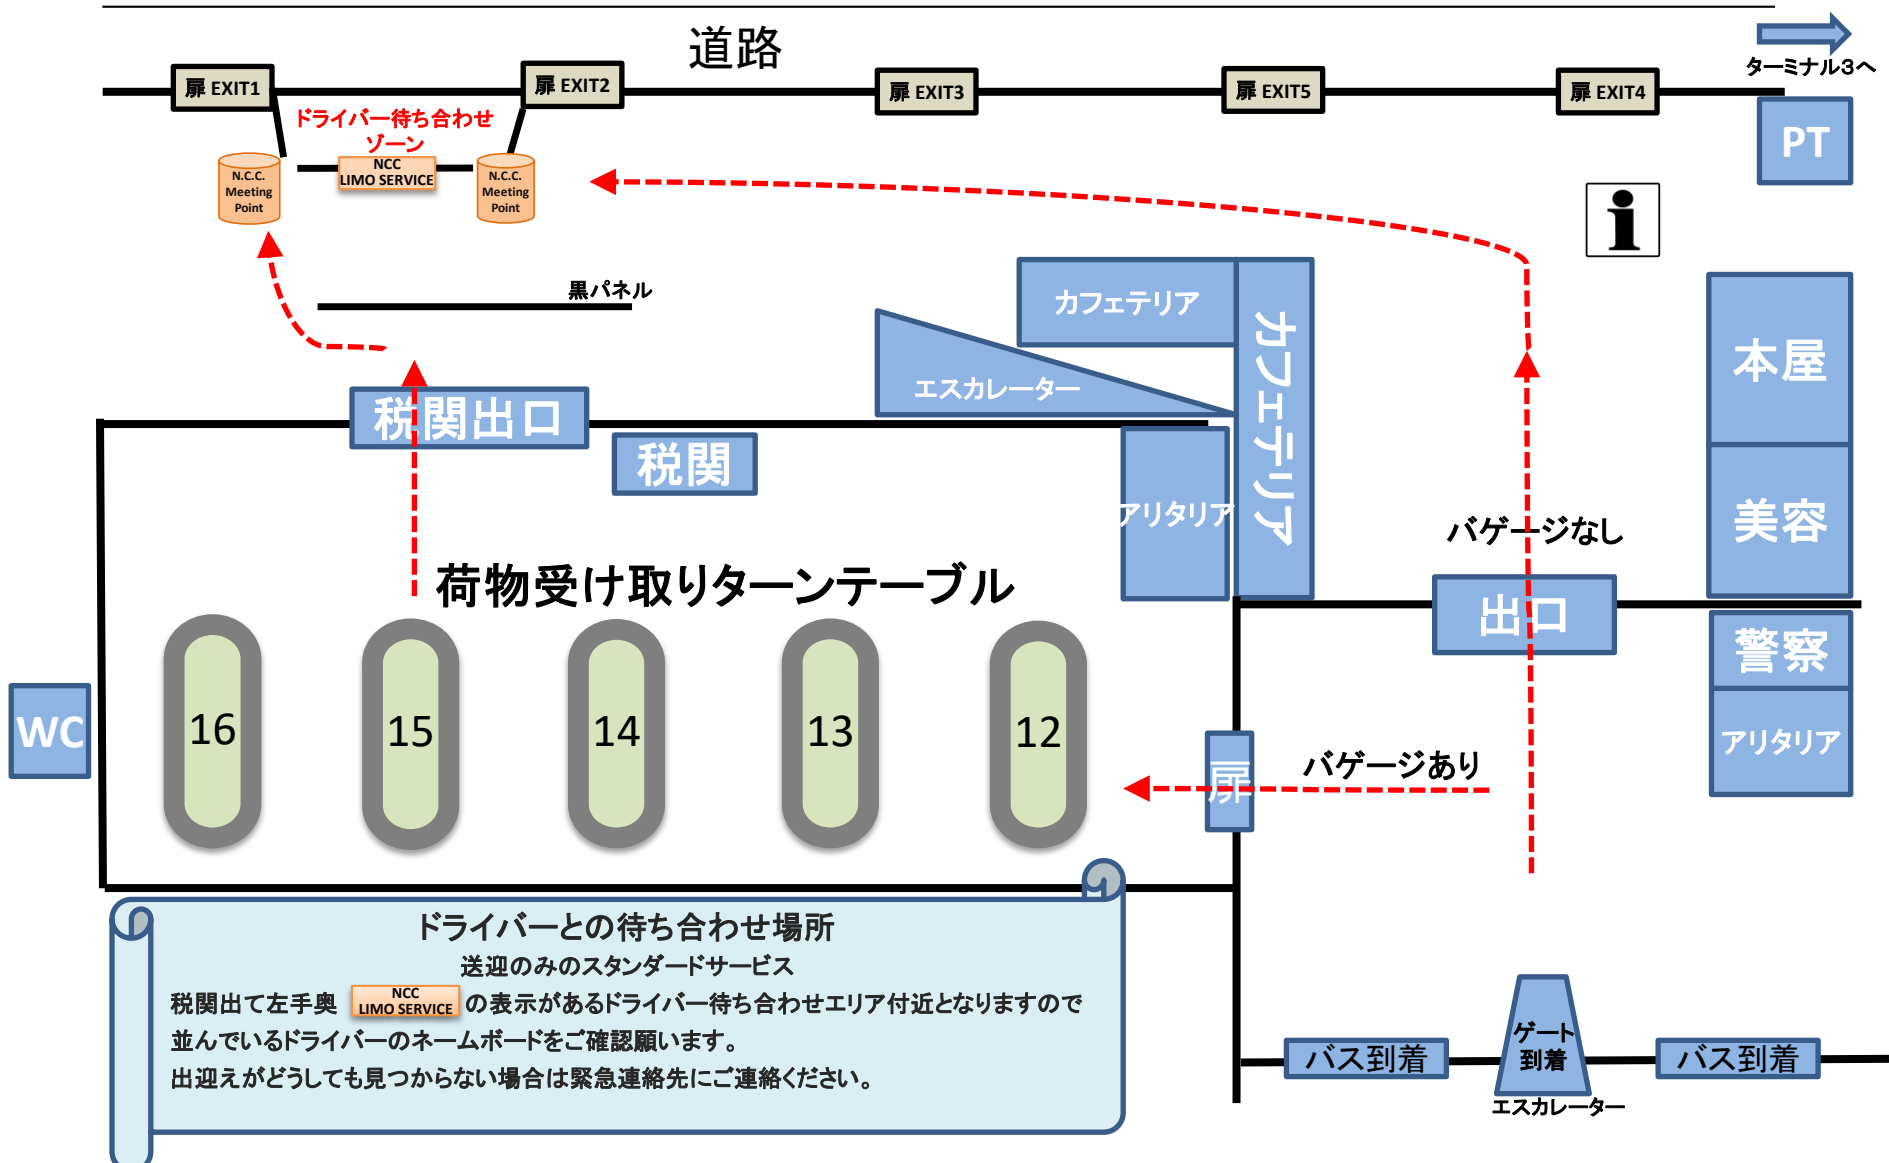 道路
ターミナル3へ
扉 EXIT1
扉 EXIT2
扉 EXIT3
扉 EXIT5
扉 EXIT4
PT
ドライバー待ち合わせ
ゾーン
NCC
LIMO SERVICE
N.C.C.
Meeting
Point
N.C.C.
Meeting
Point
i
黒パネル
カフェテリア
カフェテリア
エスカレーター
本屋
税関出口
税関
アリタリア
バゲージなし
美容
荷物受け取りターンテーブル
出口
警察
アリタリア
WC
16
15
14
13
12
扉
バゲージあり
ドライバーとの待ち合わせ場所
送迎のみのスタンダードサービス
税関出て左手奥 NCC LIMO SERVICE の表示があるドライバー待ち合わせエリア付近となりますので
並んでいるドライバーのネームボードをご確認願います。
出迎えがどうしても見つからない場合は緊急連絡先にご連絡ください。
バス到着
ゲート
到着
バス到着
エスカレーター